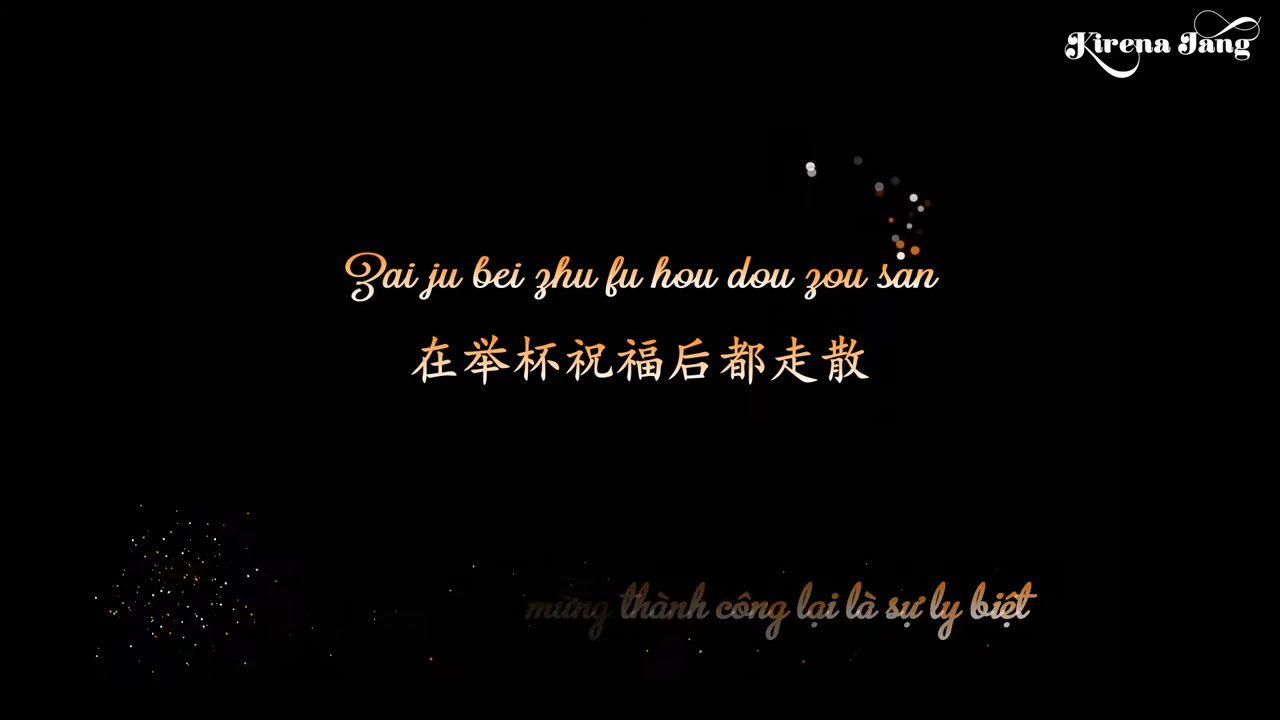 Kirena Jang
Zai ju bei zhu fu hou dou zou san
在举杯祝福后都走散
mừng thành công lại là sự ly biệt